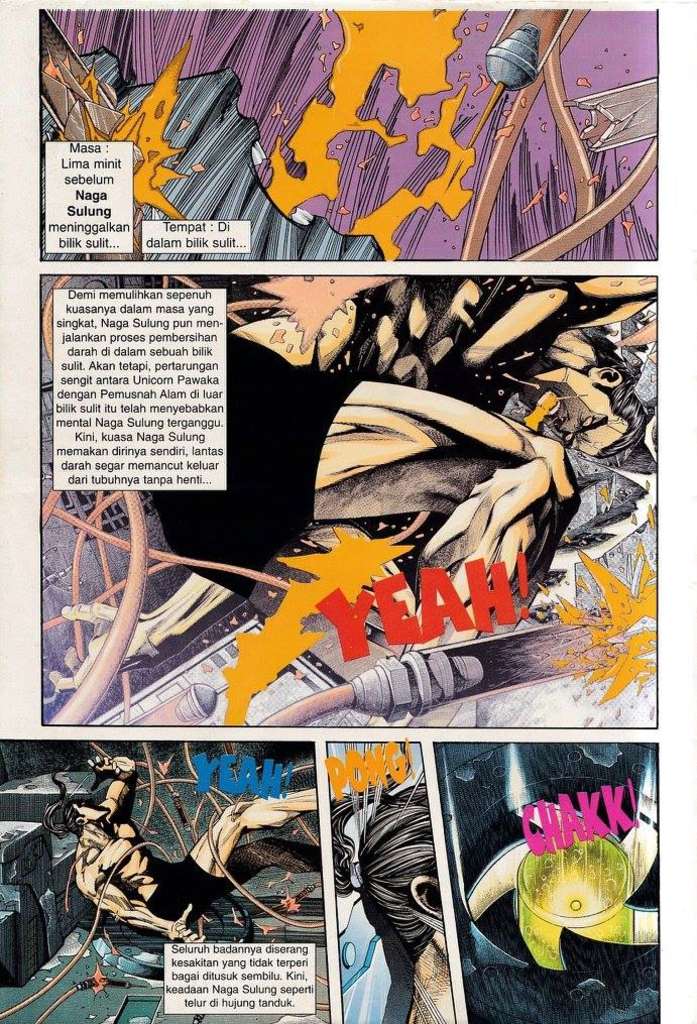 Masa :
Lima minit
sebelum
Naga
Sulung
meninggalkan
bilik sulit...
Tempat : Di
dalam bilik sulit...
Demi memulihkan sepenuh
kuasanya dalam masa yang
singkat, Naga Sulung pun men-
jalankan proses pembersihan
darah di dalam sebuah bilik
sulit. Akan tetapi, pertarungan
sengit antara Unicorn Pawaka
dengan Pemusnah Alam di luar
bilik sulit itu telah menyebabkan
mental Naga Sulung terganggu.
Kini, kuasa Naga Sulung
memakan dirinya sendiri, lantas
darah segar memancut keluar
dari tubuhnya tanpa henti...
YEAH!
YEAH!
Seluruh badannya diserang
kesakitan yang tidak terperi
bagai ditusuk sembilu. Kini,
keadaan Naga Sulung seperti
telur di hujung tanduk.
PONG!
CHAKK!